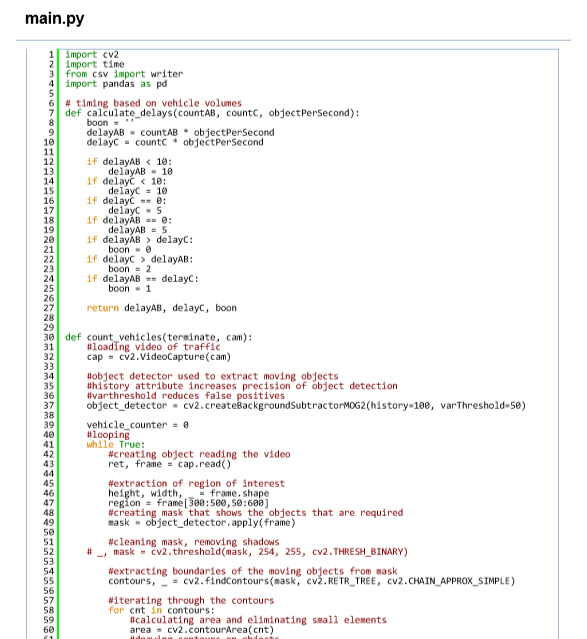 main.py
1 import cv2
2 import time
3 from csv import writer
4 import pandas as pd
5
6 # timing based on vehicle volumes
7 def calculate_delays(countAB, countC, objectPerSecond):
8     boon = ''
9     delayAB = countAB * objectPerSecond
10     delayC = countC * objectPerSecond
11
12     if delayAB < 10:
13         delayAB = 10
14     if delayC < 10:
15         delayC = 10
16     if delayC == 0:
17         delayC = 5
18     if delayAB == 0:
19         delayAB = 5
20     if delayAB > delayC:
21         boon = 0
22     if delayC > delayAB:
23         boon = 2
24     if delayAB == delayC:
25         boon = 1
26
27     return delayAB, delayC, boon
28
29
30 def count_vehicles(terminate, cam):
31     #loading video of traffic
32     cap = cv2.VideoCapture(cam)
33
34     #object detector used to extract moving objects
35     #history attribute increases precision of object detection
36     #varthreshold reduces false positives
37     object_detector = cv2.createBackgroundSubtractorMOG2(history=100, varThreshold=50)
38
39     vehicle_counter = 0
40     #looping
41     while True:
42         #creating object reading the video
43         ret, frame = cap.read()
44
45         #extraction of region of interest
46         height, width, _ = frame.shape
47         region = frame[300:500,50:600]
48         #creating mask that shows the objects that are required
49         mask = object_detector.apply(frame)
50
51         #cleaning mask, removing shadows
52     # _, mask = cv2.threshold(mask, 254, 255, cv2.THRESH_BINARY)
53
54         #extracting boundaries of the moving objects from mask
55         contours, _ = cv2.findContours(mask, cv2.RETR_TREE, cv2.CHAIN_APPROX_SIMPLE)
56
57         #iterating through the contours
58         for cnt in contours:
59             #calculating area and eliminating small elements
60             area = cv2.contourArea(cnt)